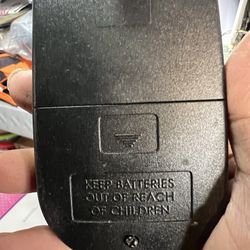 KEEP BATTERIES
OUT OF REACH
OF CHILDREN